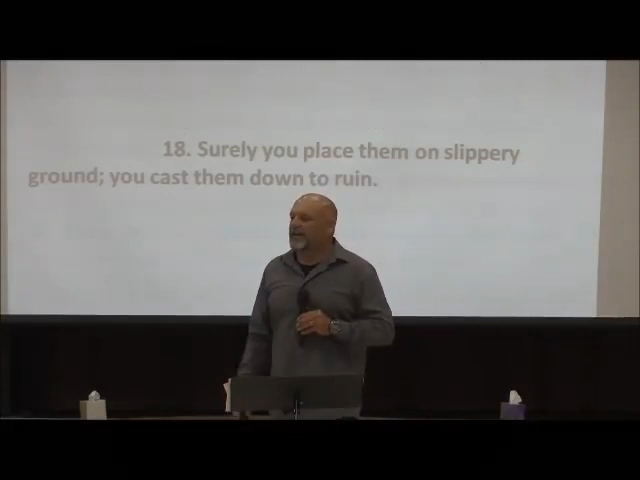 18. Surely you place them on slippery
ground; you cast them down to ruin.